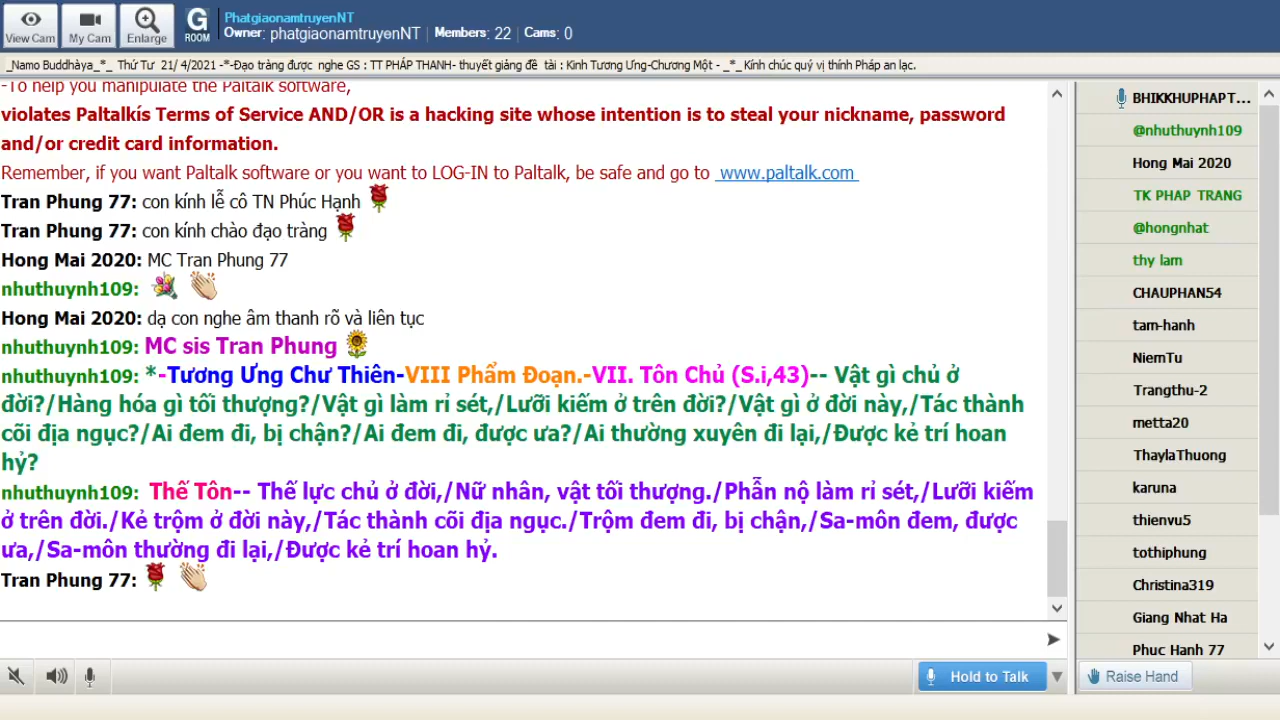 View Cam
My Cam
Enlarge
G
ROOM
PhatgiaonamtruyenNT
Owner: phatgiaonamtruyenNT | Members: 22 | Cams: 0
_Namo Buddhàya_*_ Thứ Tư 21/ 4/2021 -*-Đạo tràng được nghe GS : TT PHÁP THANH- thuyết giảng đề tài : Kinh Tương Ưng-Chương Một - _*_ Kính chúc quý vị thính Pháp an lạc.
-To help you manipulate the Paltalk software,
violates Paltalkís Terms of Service AND/OR is a hacking site whose intention is to steal your nickname, password
and/or credit card information.
Remember, if you want Paltalk software or you want to LOG-IN to Paltalk, be safe and go to www.paltalk.com
Tran Phung 77: con kính lễ cô TN Phúc Hạnh
Tran Phung 77: con kính chào đạo tràng
Hong Mai 2020: MC Tran Phung 77
nhuthuynh109:
Hong Mai 2020: dạ con nghe âm thanh rõ và liên tục
nhuthuynh109: MC sis Tran Phung
nhuthuynh109: *-Tương Ưng Chư Thiên-VIII Phẩm Đoạn.-VII. Tôn Chủ (S.i,43)-- Vật gì chủ ở
đời?/Hàng hóa gì tối thượng?/Vật gì làm rỉ sét,/Lưỡi kiếm ở trên đời?/Vật gì ở đời này,/Tác thành
cõi địa ngục?/Ai đem đi, bị chận?/Ai đem đi, được ưa?/Ai thường xuyên đi lại,/Được kẻ trí hoan
hỷ?
nhuthuynh109: Thế Tôn-- Thế lực chủ ở đời,/Nữ nhân, vật tối thượng./Phẫn nộ làm rỉ sét,/Lưỡi kiếm
ở trên đời./Kẻ trộm ở đời này,/Tác thành cõi địa ngục./Trộm đem đi, bị chận,/Sa-môn đem, được
ưa,/Sa-môn thường đi lại,/Được kẻ trí hoan hỷ.
Tran Phung 77:
Hold to Talk
BHIKKHUPHAPT...
@nhuthuynh109
Hong Mai 2020
TK PHAP TRANG
@hongnhat
thy lam
CHAUPHAN54
tam-hanh
NiemTu
Trangthu-2
metta20
ThaylaThuong
karuna
thienvu5
tothiphung
Christina319
Giang Nhat Ha
Phuc Hanh 77
Raise Hand